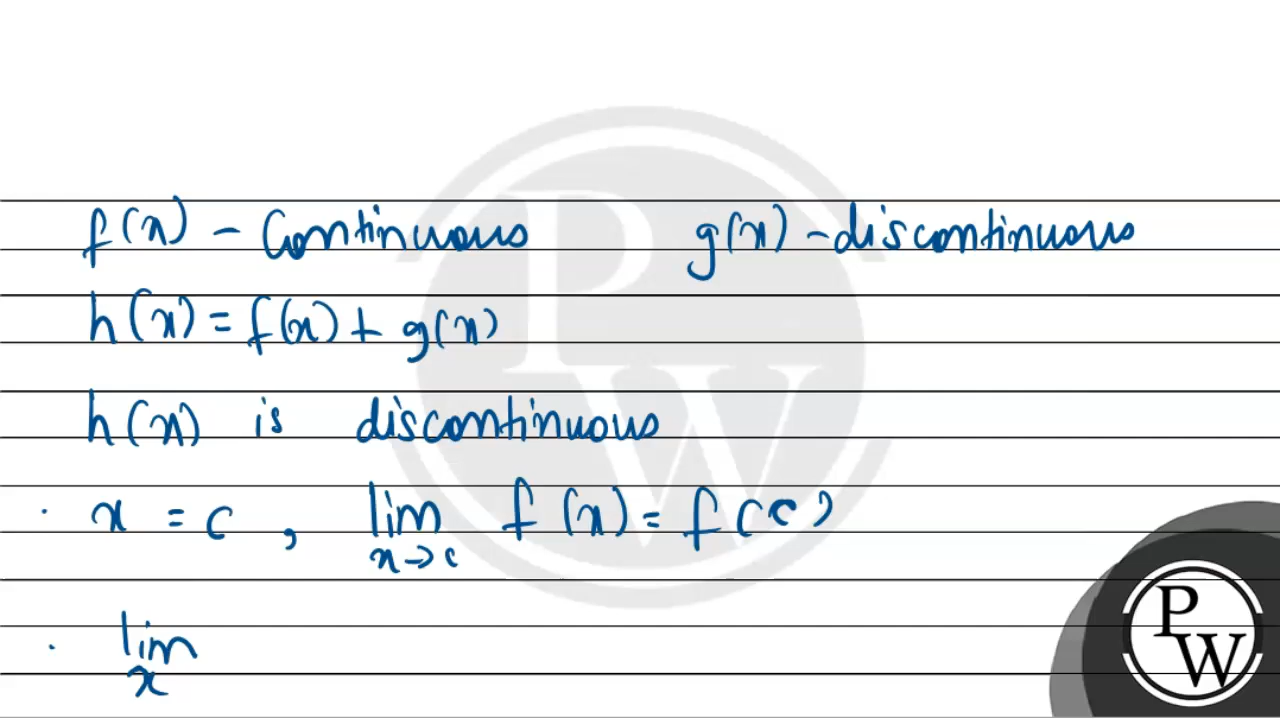 f(x) - Continuous g(x) - discontinuous
h(x) = f(x) + g(x)
h(x) is discontinuous
· x = c, lim x→c f(x) = f(c)
· lim x
P
W
P
W